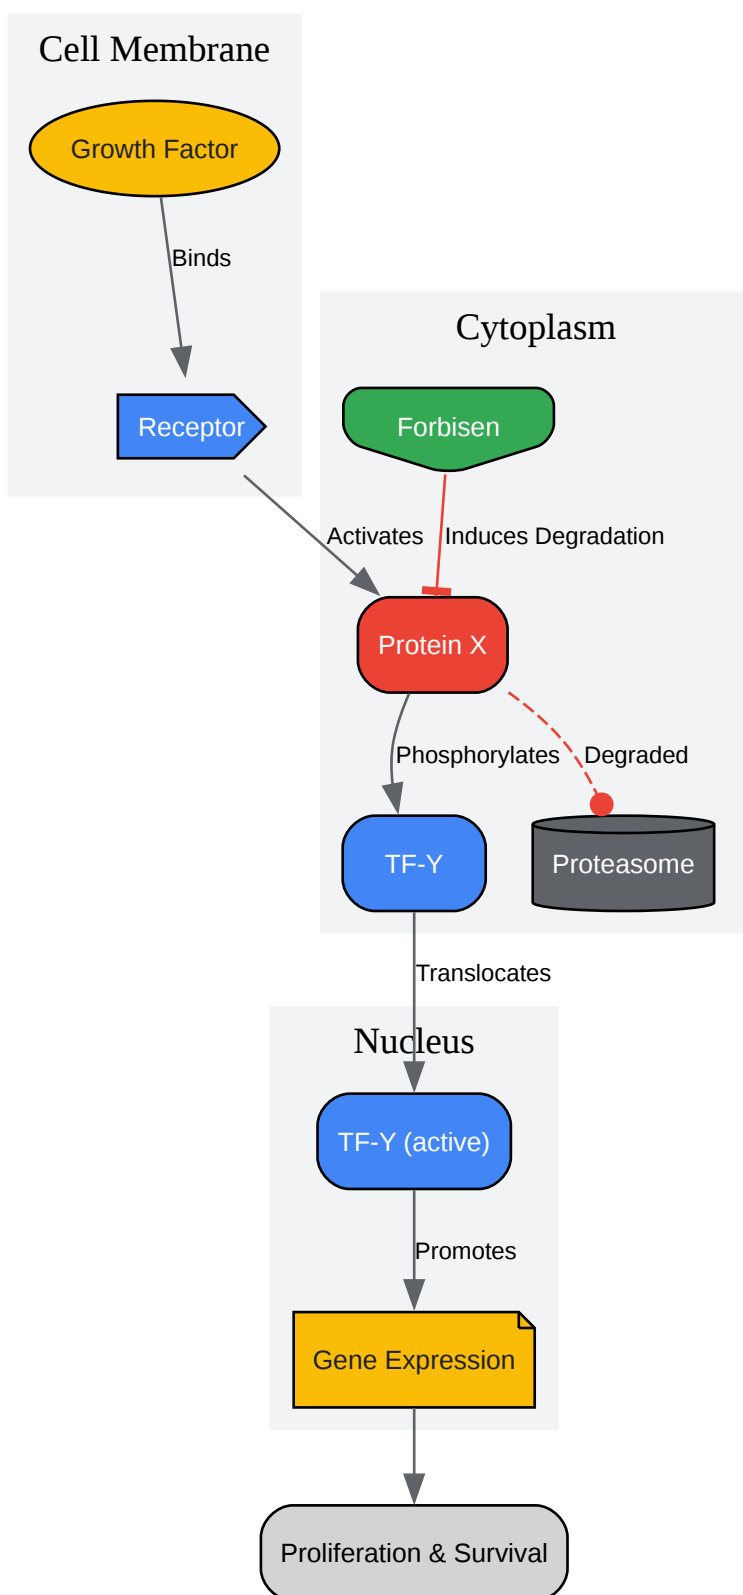 Cell Membrane
Growth Factor
Binds
Cytoplasm
Receptor
Forbisen
Activates
Induces Degradation
Protein X
Phosphorylates
Degraded
TF-Y
Proteasome
Translocates
Nucleus
TF-Y (active)
Promotes
Gene Expression
Proliferation & Survival